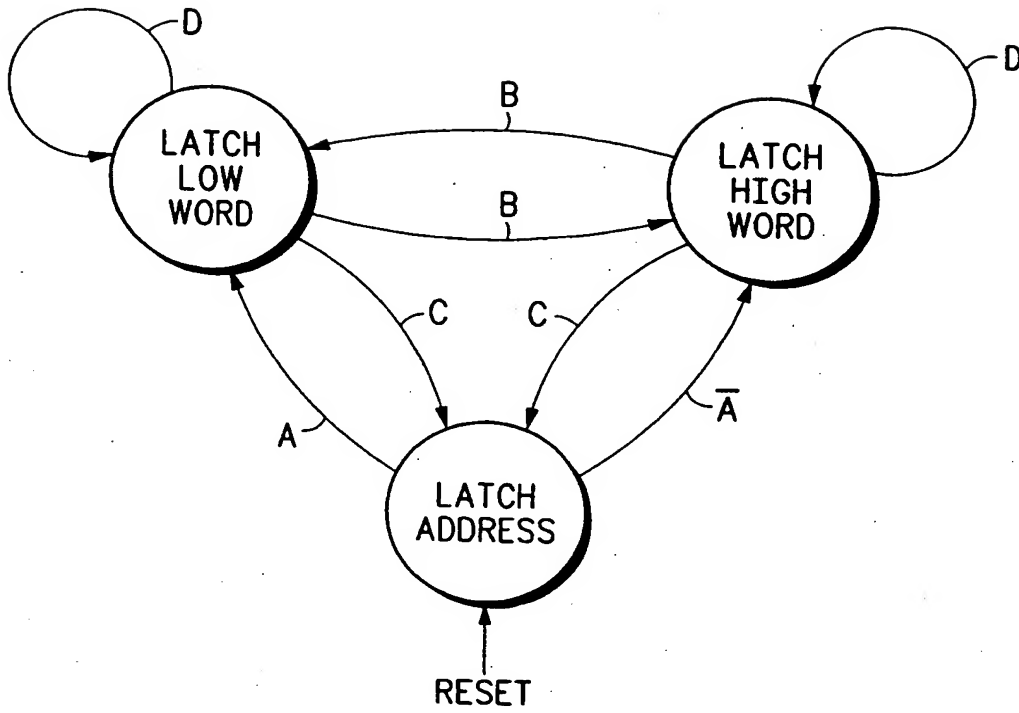 D
D
B
LATCH
LOW
WORD
LATCH
HIGH
WORD
B
C
C
A
A̅
LATCH
ADDRESS
RESET